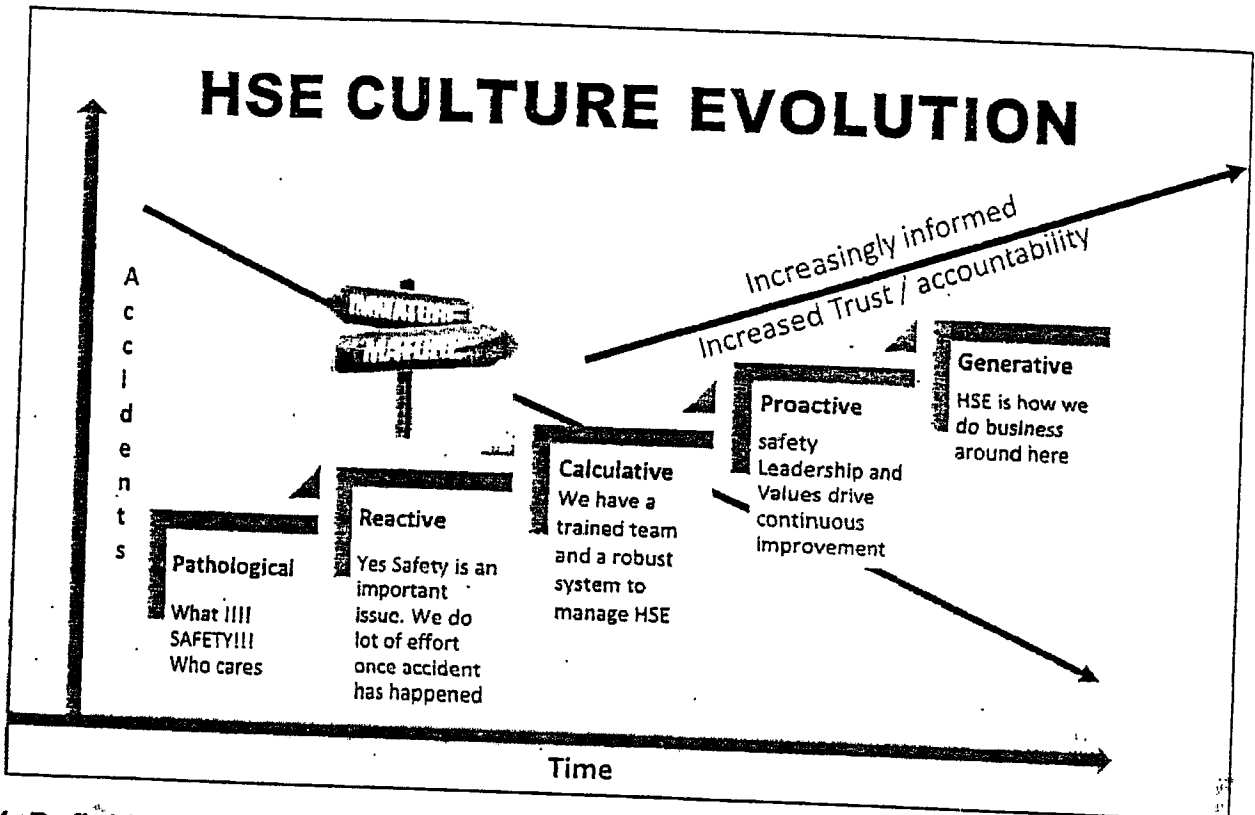 HSE CULTURE EVOLUTION
Accidents
Increasingly informed
Increased Trust / accountability
Pathological
What !!!!
SAFETY!!!
Who cares
Reactive
Yes Safety is an
important
issue. We do
lot of effort
once accident
has happened
Calculative
We have a
trained team
and a robust
system to
manage HSE
Proactive
safety
Leadership and
Values drive
continuous
improvement
Generative
HSE is how we
do business
around here
Time